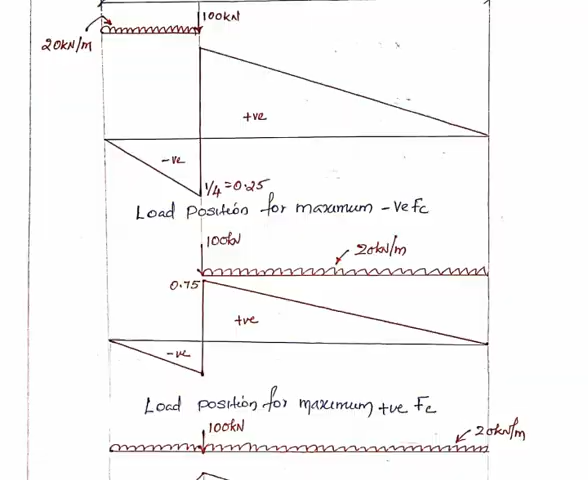 100kN
20kN/m
+ve
-ve
1/4 = 0.25
Load position for maximum -ve Fc
100kN
20kN/m
0.75
+ve
-ve
Load position for maximum +ve Fc
100kN
20kN/m